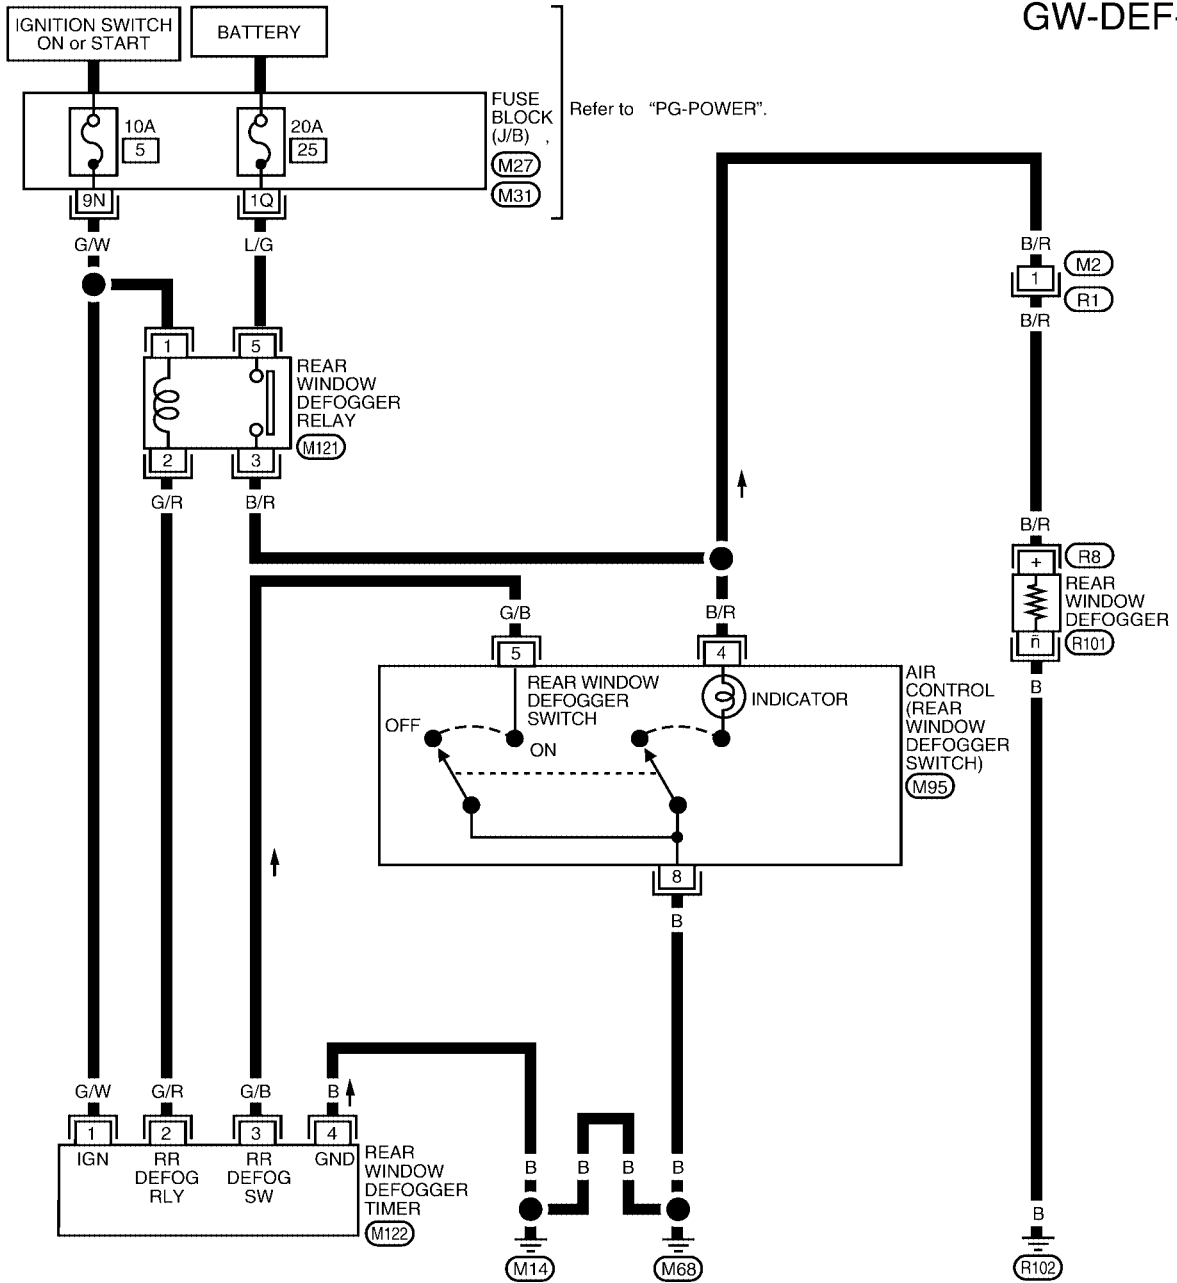 GW-DEF-
IGNITION SWITCH
ON or START
BATTERY
10A
5
20A
25
FUSE
BLOCK
(J/B) ,
M27
M31
Refer to "PG-POWER".
9N
1Q
G/W
L/G
B/R
1
M2
R1
B/R
1
5
REAR
WINDOW
DEFOGGER
RELAY
M121
2
3
G/R
B/R
B/R
+
R8
REAR
WINDOW
DEFOGGER
ñ
R101
B
G/B
B/R
5
4
REAR WINDOW
DEFOGGER
SWITCH
INDICATOR
OFF
ON
AIR
CONTROL
(REAR
WINDOW
DEFOGGER
SWITCH)
M95
8
B
G/W
G/R
G/B
B
1
2
3
4
IGN
RR
DEFOG
RLY
RR
DEFOG
SW
GND
REAR
WINDOW
DEFOGGER
TIMER
M122
B
B
B
B
B
M14
M68
R102